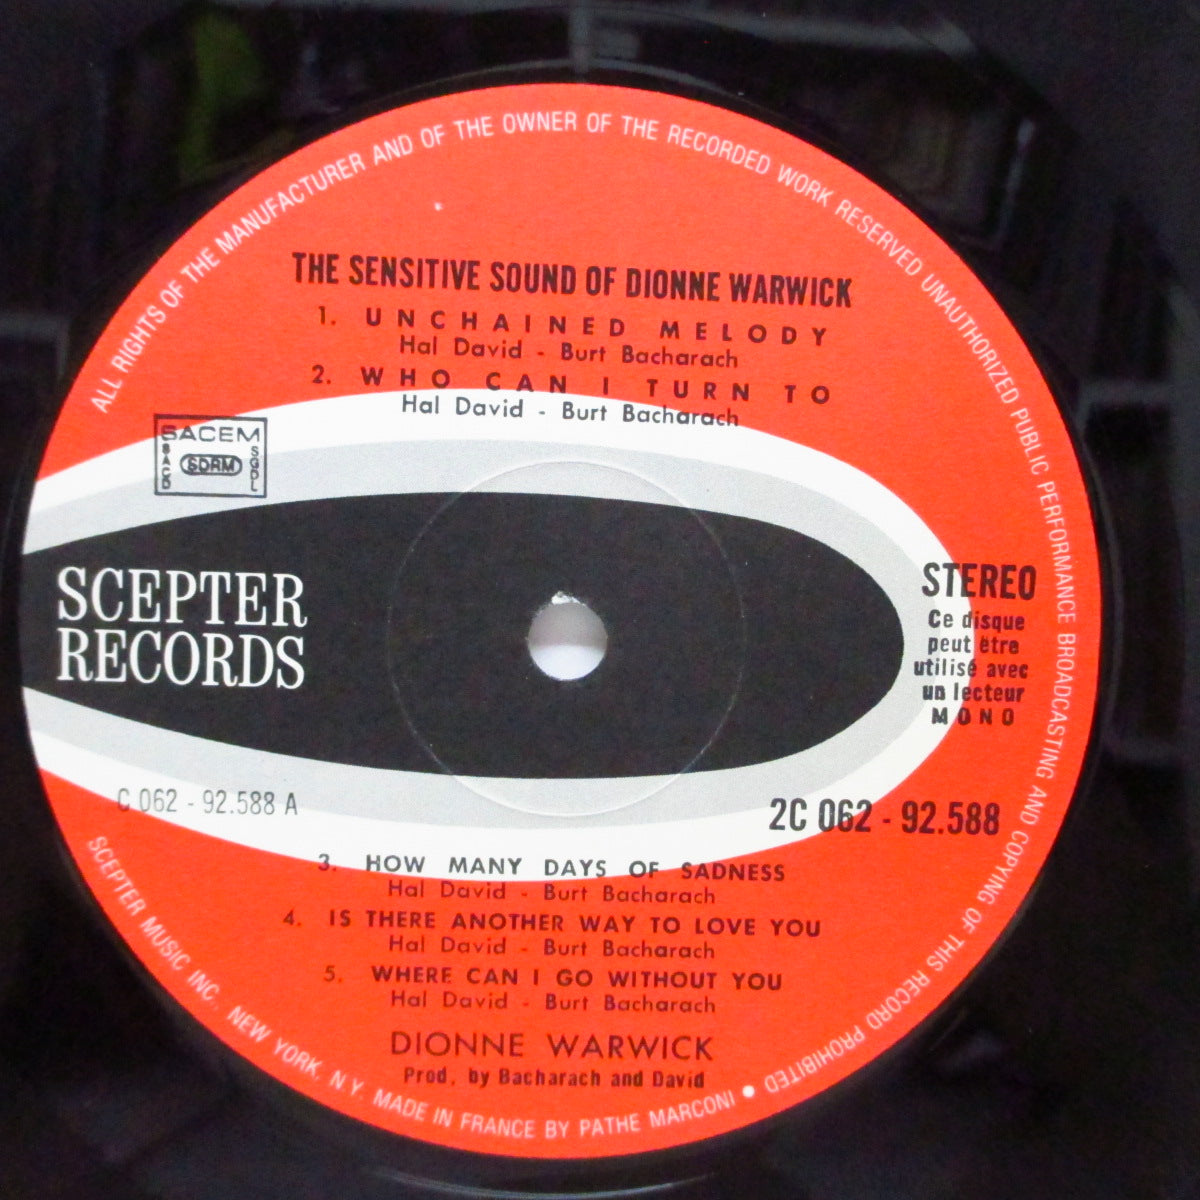 ALL RIGHTS OF THE MANUFACTURER AND OF THE OWNER OF THE RECORDED WORK RESERVED UNAUTHORIZED PUBLIC PERFORMANCE BROADCASTING AND COPYING OF THIS RECORD PROHIBITED
THE SENSITIVE SOUND OF DIONNE WARWICK
1. UNCHAINED MELODY
Hal David - Burt Bacharach
2. WHO CAN I TURN TO
Hal David - Burt Bacharach
SACEM
SACD
SDRM
SGDL
SCEPTER
RECORDS
STEREO
Ce disque
peut être
utilisé avec
un lecteur
MONO
C 062 - 92.588 A
2C 062 - 92.588
3. HOW MANY DAYS OF SADNESS
Hal David - Burt Bacharach
4. IS THERE ANOTHER WAY TO LOVE YOU
Hal David - Burt Bacharach
5. WHERE CAN I GO WITHOUT YOU
Hal David - Burt Bacharach
DIONNE WARWICK
Prod. by Bacharach and David
SCEPTER MUSIC INC. NEW YORK, N.Y. MADE IN FRANCE BY PATHE MARCONI •